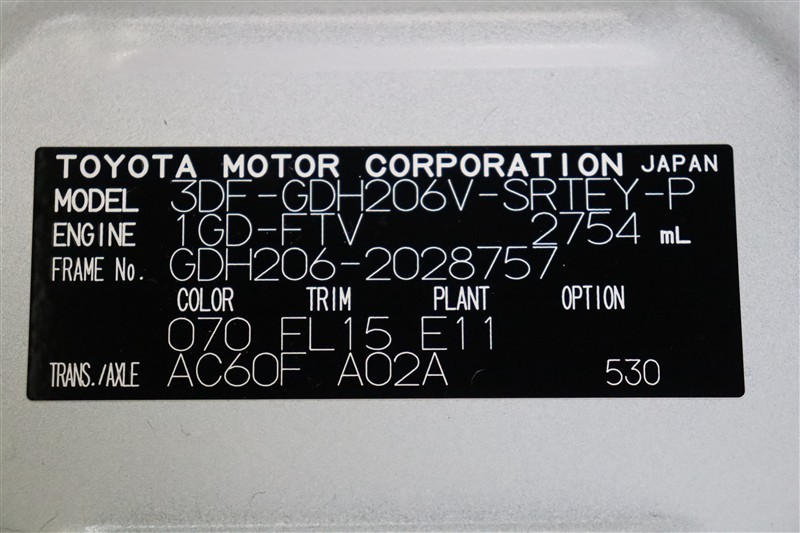 TOYOTA MOTOR CORPORATION JAPAN
MODEL 3DF-GDH206V-SRTEY-P
ENGINE 1GD-FTV 2754 mL
FRAME No. GDH206-2028757
COLOR TRIM PLANT OPTION
070 FL15 E11
TRANS./AXLE AC60F A02A 530